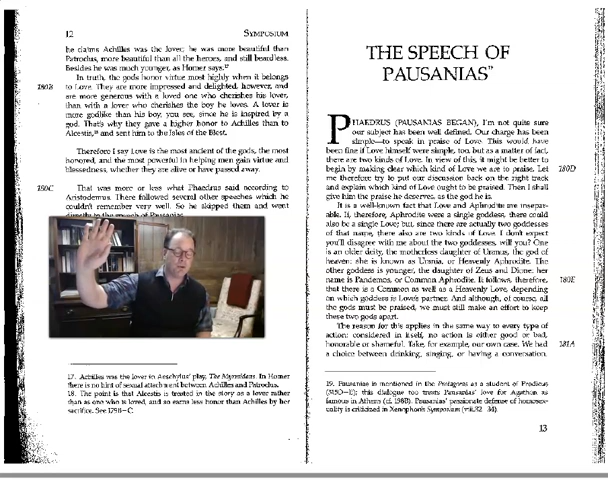 12 SYMPOSIUM
he claims Achilles was the lover; he was more beautiful than
Patroclus, more beautiful than all the heroes, and still beardless.
Besides he was much younger, as Homer says.17
180B In truth, the gods honor virtue most highly when it belongs
to Love. They are more impressed and delighted, however, and
are more generous with a loved one who cherishes his lover,
than with a lover who cherishes the boy he loves. A lover is
more godlike than his boy, you see, since he is inspired by a
god. That's why they gave a higher honor to Achilles than to
Alcestis,18 and sent him to the Isles of the Blest.
Therefore I say Love is the most ancient of the gods, the most
honored, and the most powerful in helping men gain virtue and
blessedness, whether they are alive or have passed away.
180C That was more or less what Phaedrus said according to
Aristodemus. There followed several other speeches which he
couldn't remember very well. So he skipped them and went
directly to the speech of Pausanias.
17. Achilles was the lover in Aeschylus' play, The Myrmidons. In Homer
there is no hint of sexual attachment between Achilles and Patroclus.
18. The point is that Alcestis is treated in the story as a lover rather
than as one who is loved, and so earns less honor than Achilles by her
sacrifice. See 179B–C.
THE SPEECH OF
PAUSANIAS19
PHAEDRUS (PAUSANIAS BEGAN), I'm not quite sure
our subject has been well defined. Our charge has been
simple—to speak in praise of Love. This would have
been fine if Love himself were simple, too, but as a matter of fact,
there are two kinds of Love. In view of this, it might be better to
begin by making clear which kind of Love we are to praise. Let 180D
me therefore try to put our discussion back on the right track
and explain which kind of Love ought to be praised. Then I shall
give him the praise he deserves, as the god he is.
It is a well-known fact that Love and Aphrodite are insepar-
able. If, therefore, Aphrodite were a single goddess, there could
also be a single Love; but, since there are actually two goddesses
of that name, there also are two kinds of Love. I don't expect
you'll disagree with me about the two goddesses, will you? One
is an older deity, the motherless daughter of Uranus, the god of
heaven: she is known as Urania, or Heavenly Aphrodite. The
other goddess is younger, the daughter of Zeus and Dione: her
name is Pandemos, or Common Aphrodite. It follows, therefore, 180E
that there is a Common as well as a Heavenly Love, depending
on which goddess is Love's partner. And although, of course, all
the gods must be praised, we must still make an effort to keep
these two gods apart.
The reason for this applies in the same way to every type of
action: considered in itself, no action is either good or bad,
honorable or shameful. Take, for example, our own case. We had 181A
a choice between drinking, singing, or having a conversation.
19. Pausanias is mentioned in the Protagoras as a student of Prodicus
(315D–E); this dialogue too treats Pausanias' love for Agathon as
famous in Athens (cf. 193B). Pausanias' passionate defense of homosex-
uality is criticized in Xenophon's Symposium (viii.32–34).
13